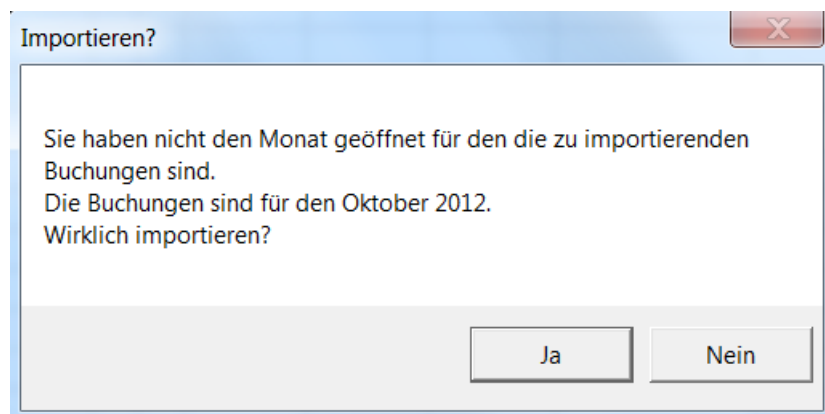 Importieren?
Sie haben nicht den Monat geöffnet für den die zu importierenden
Buchungen sind.
Die Buchungen sind für den Oktober 2012.
Wirklich importieren?
Ja
Nein